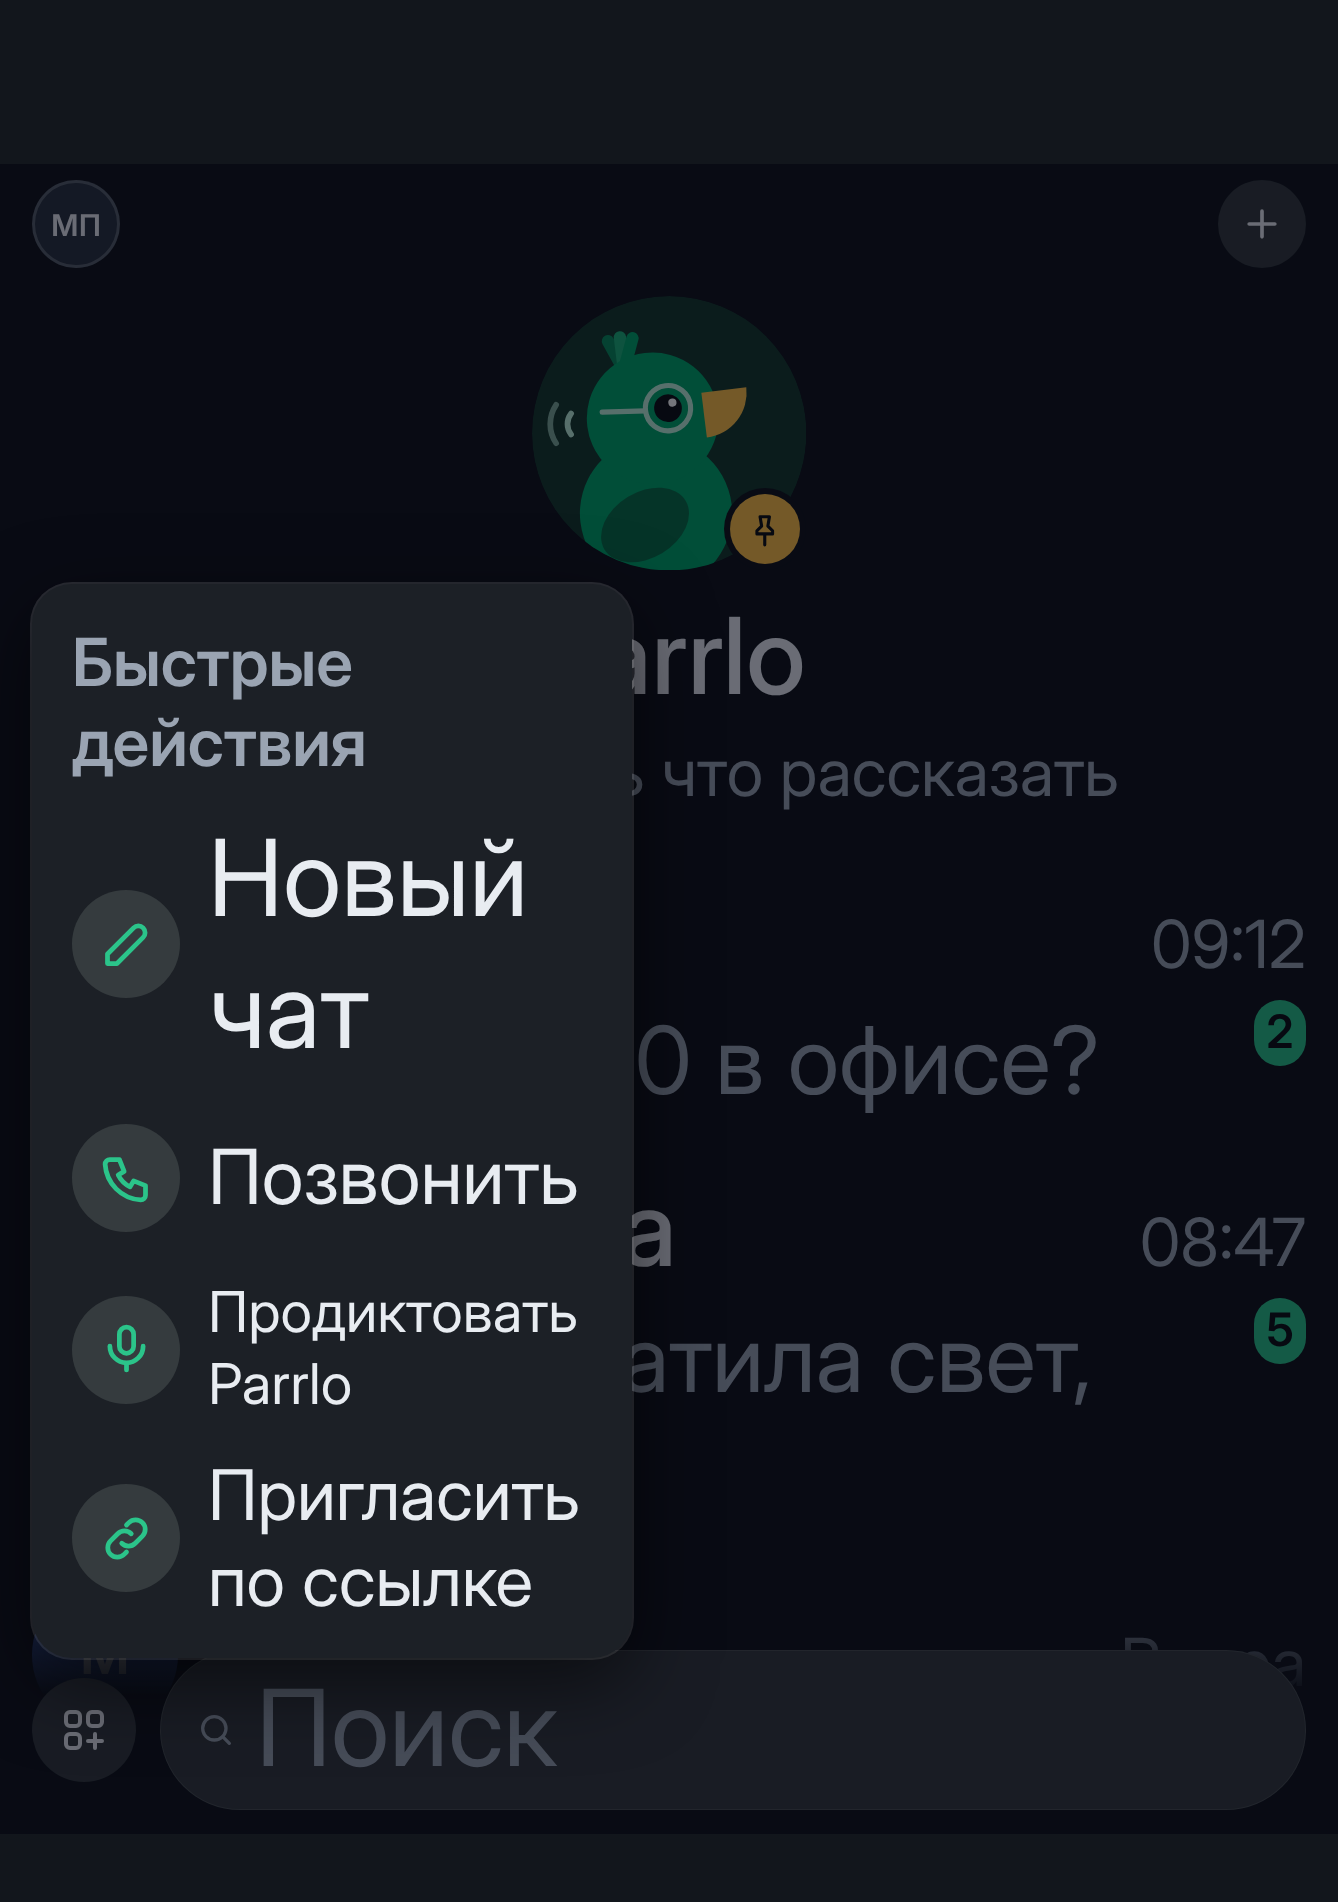 МП
arrlo
что рассказать
Быстрые
действия
Новый
чат
09:12
0 в офисе?
2
Позвонить
а
08:47
Продиктовать
Parrlo
атила свет,
5
Пригласить
по ссылке
М
Поиск